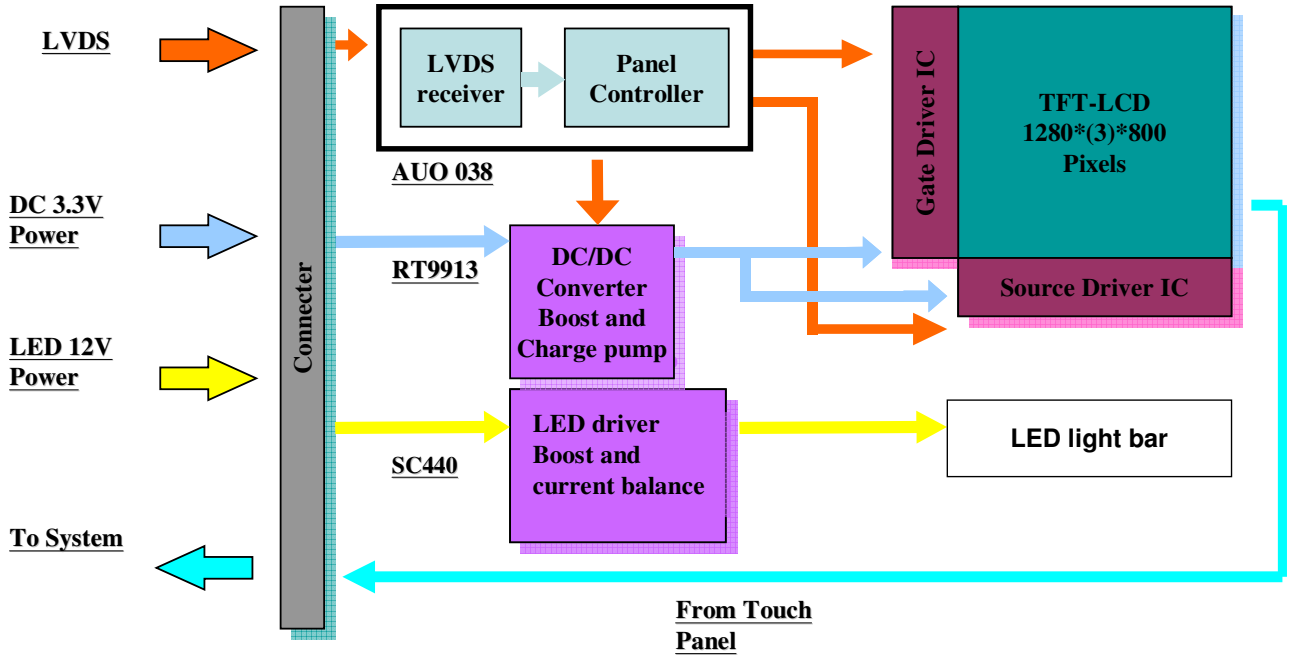 LVDS
DC 3.3V
Power
LED 12V
Power
To System
Connecter
LVDS
receiver
Panel
Controller
AUO 038
RT9913
DC/DC
Converter
Boost and
Charge pump
SC440
LED driver
Boost and
current balance
Gate Driver IC
TFT-LCD
1280*(3)*800
Pixels
Source Driver IC
LED light bar
From Touch
Panel